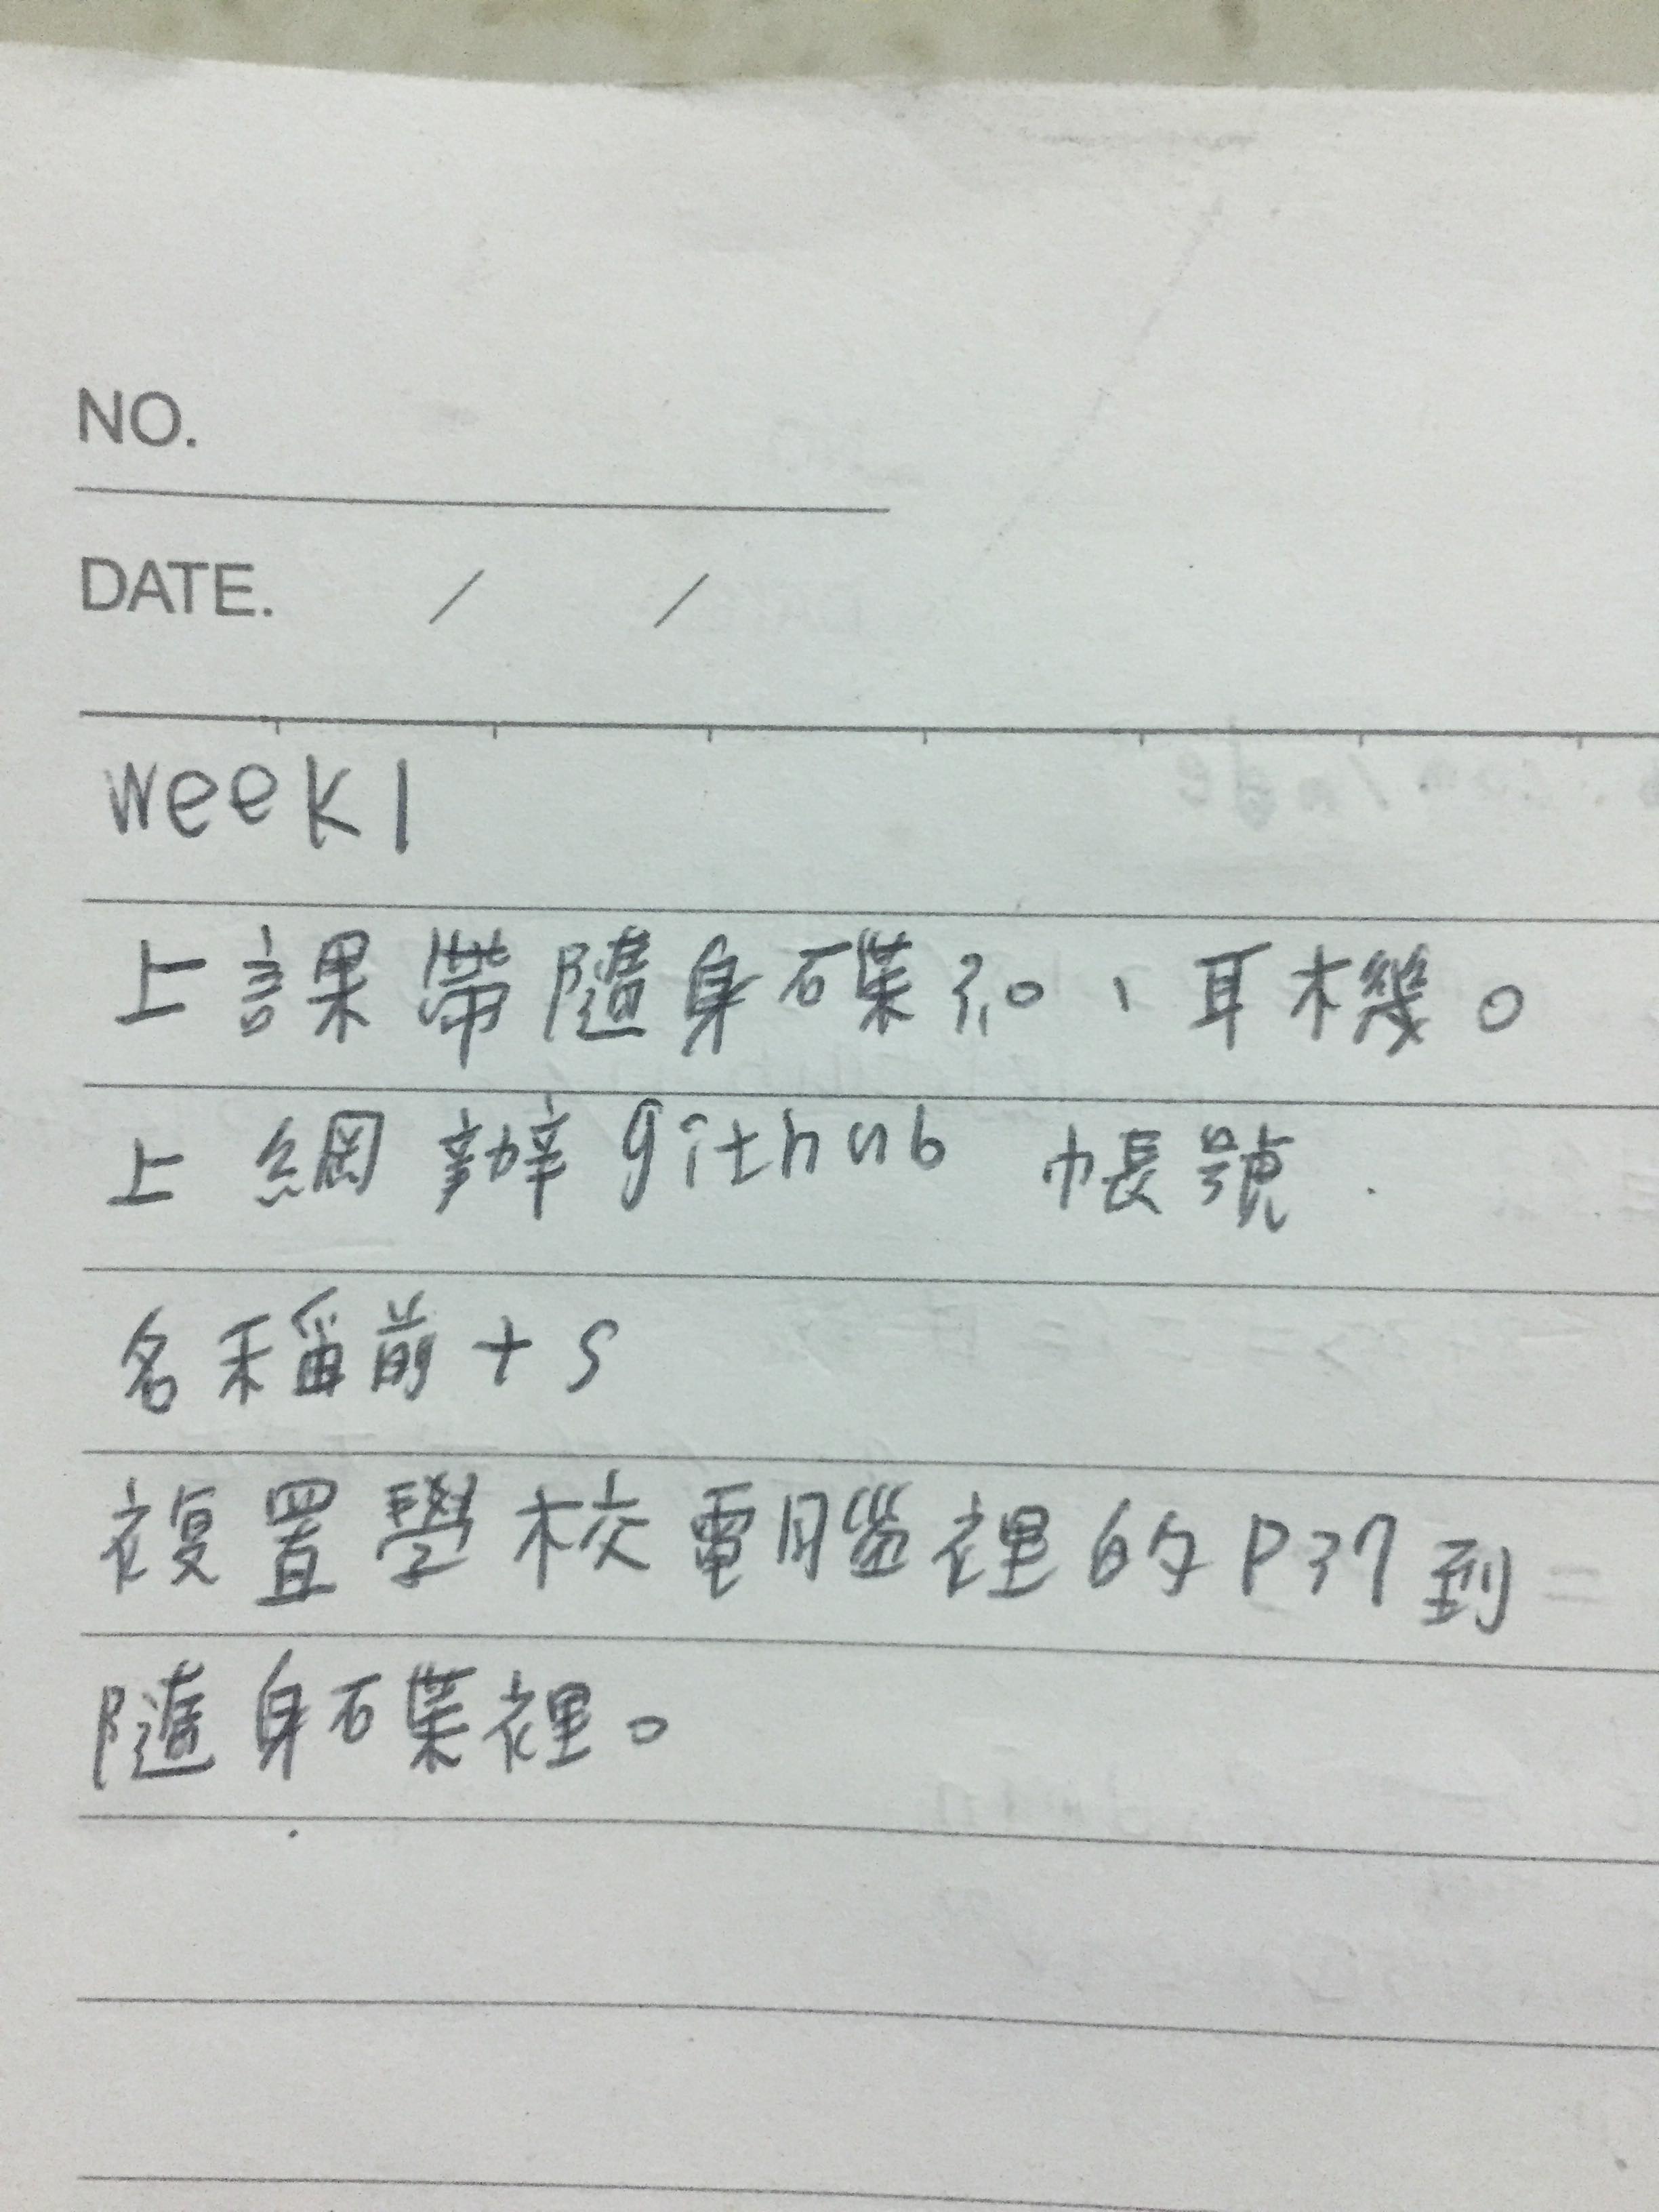 NO.
DATE. / /
week1
上課帶隨身碟3.0、耳機。
上網辦github 帳號.
名稱前+s
複置學校電腦裡的P37到
隨身碟裡。